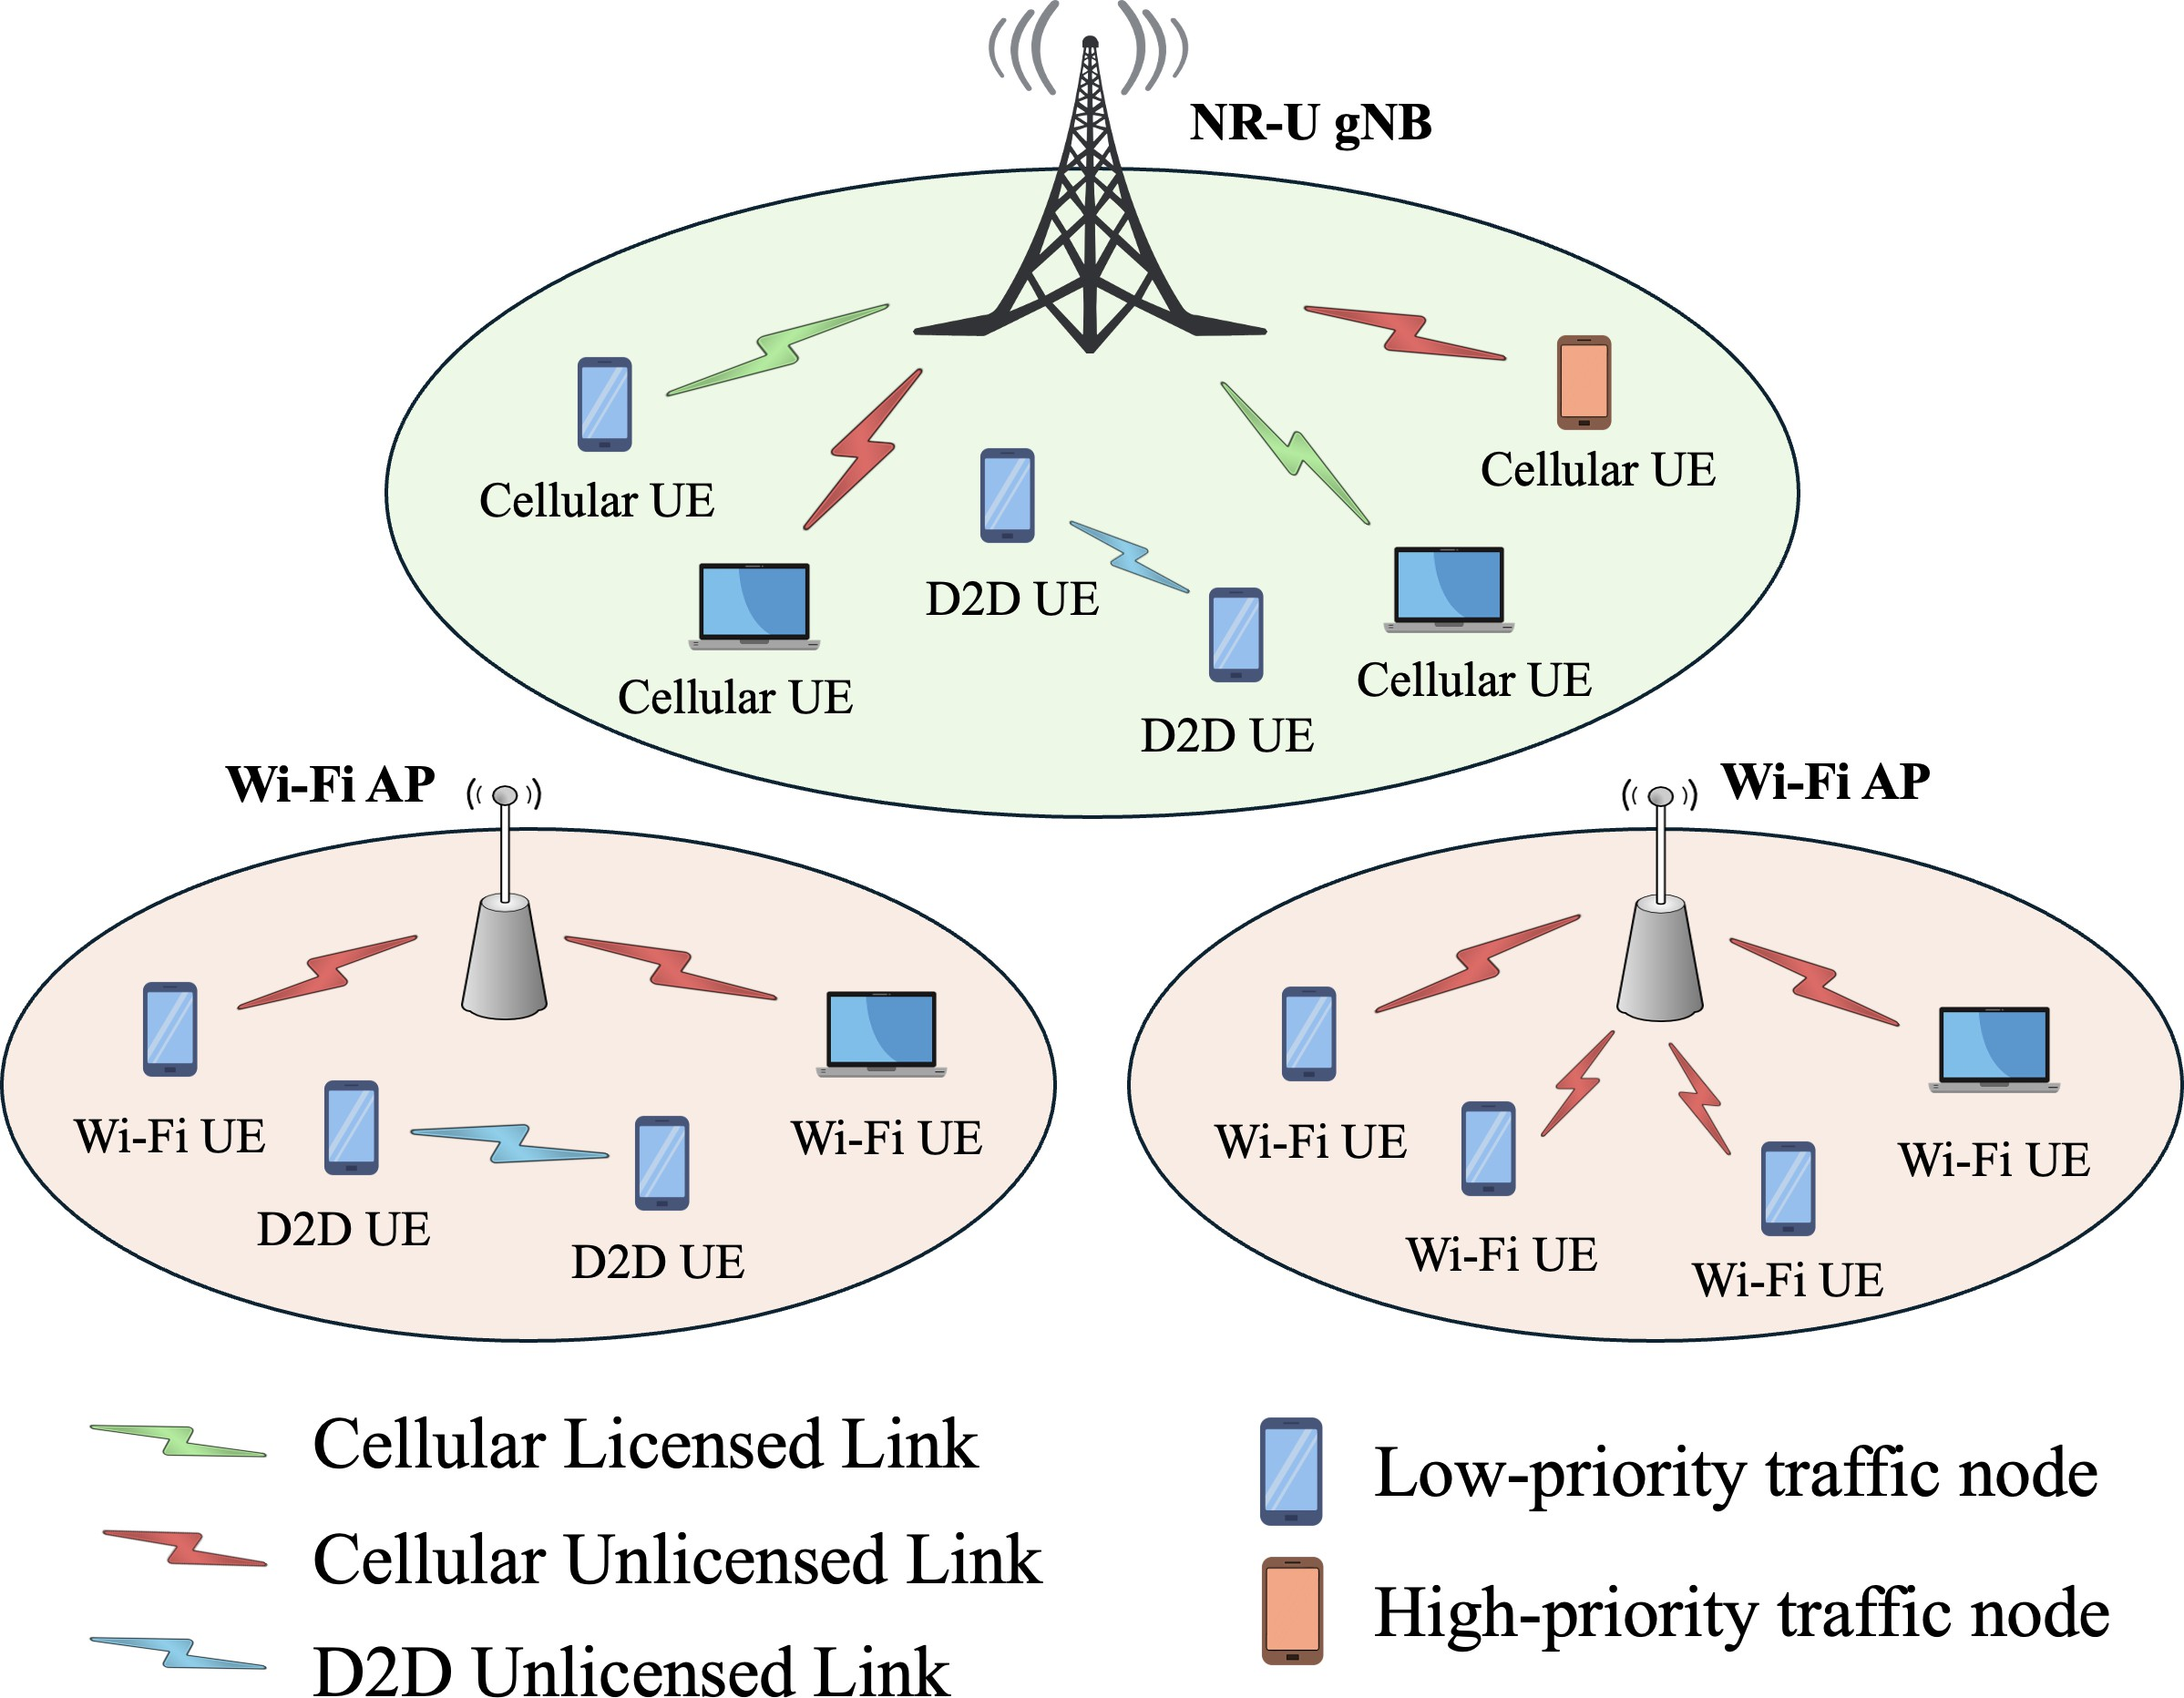 NR-U gNB
Cellular UE
Cellular UE
D2D UE
Cellular UE
Cellular UE
D2D UE
Wi-Fi AP
Wi-Fi AP
Wi-Fi UE
Wi-Fi UE
D2D UE
D2D UE
Wi-Fi UE
Wi-Fi UE
Wi-Fi UE
Wi-Fi UE
Cellular Licensed Link
Cellular Unlicensed Link
D2D Unlicensed Link
Low-priority traffic node
High-priority traffic node